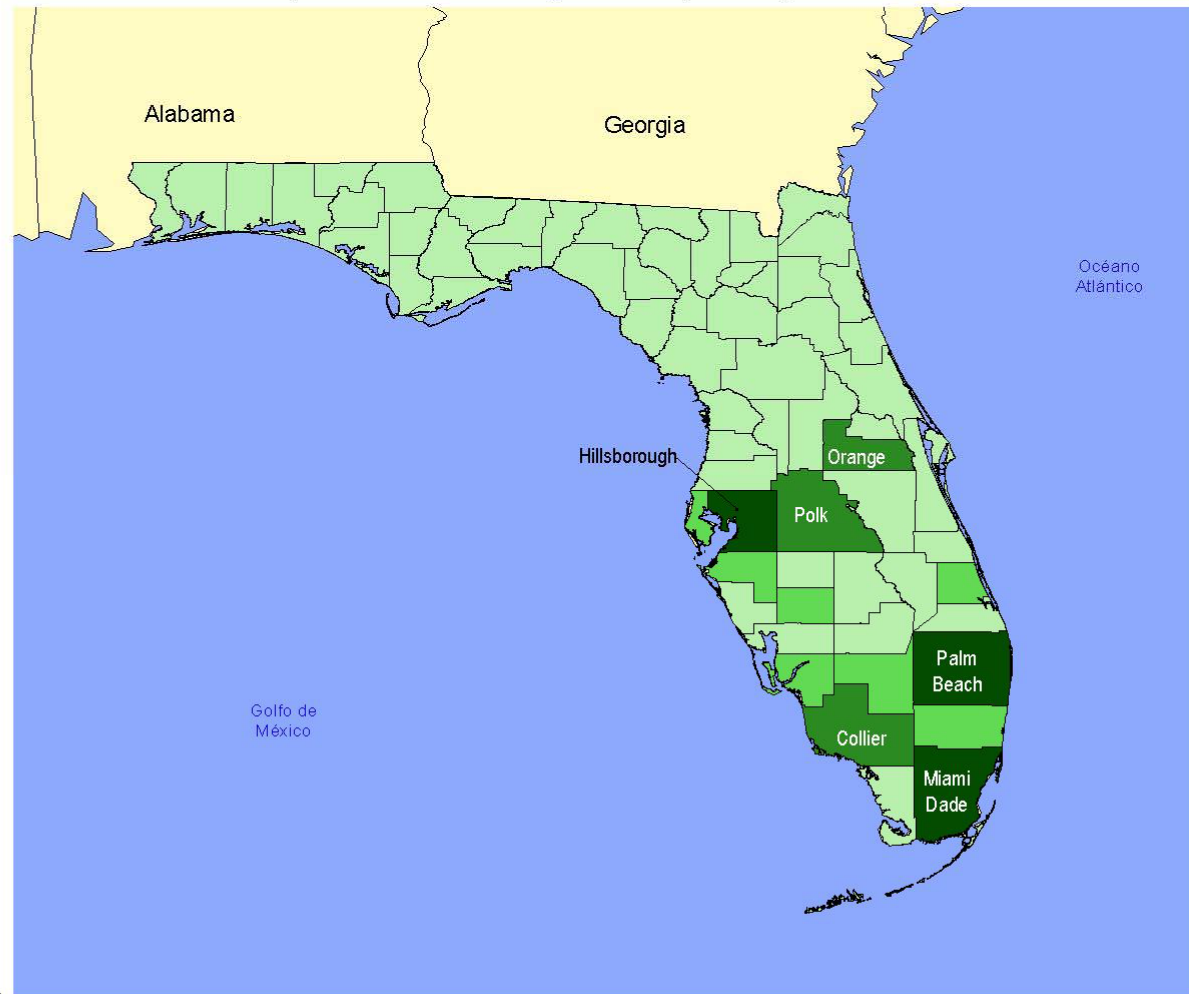 Alabama
Georgia
Océano
Atlántico
Hillsborough
Orange
Polk
Palm
Beach
Golfo de
México
Collier
Miami
Dade